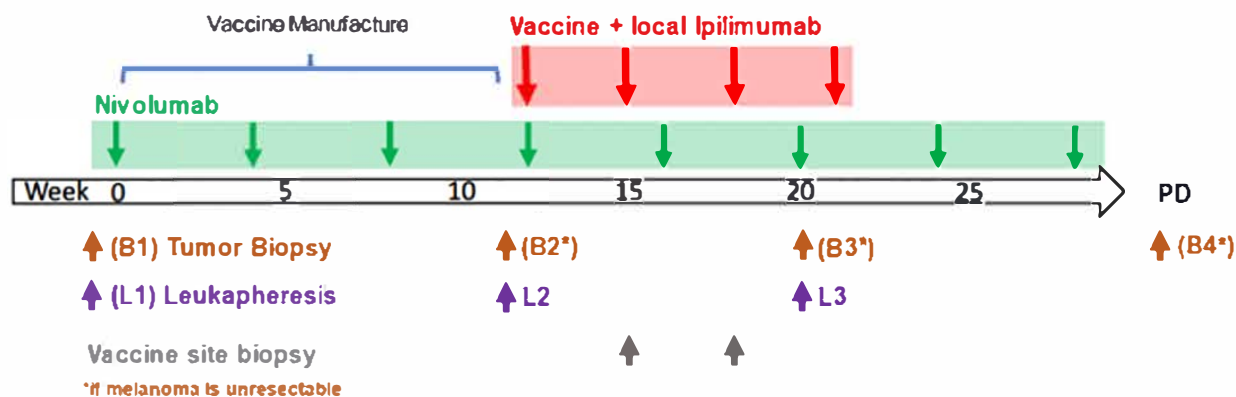 Vaccine Manufacture
Vaccine + local Ipilimumab
Nivolumab
Week 0 5 10 15 20 25 PD
(B1) Tumor Biopsy (B2*) (B3*) (B4*)
(L1) Leukapheresis L2 L3
Vaccine site biopsy
*if melanoma is unresectable